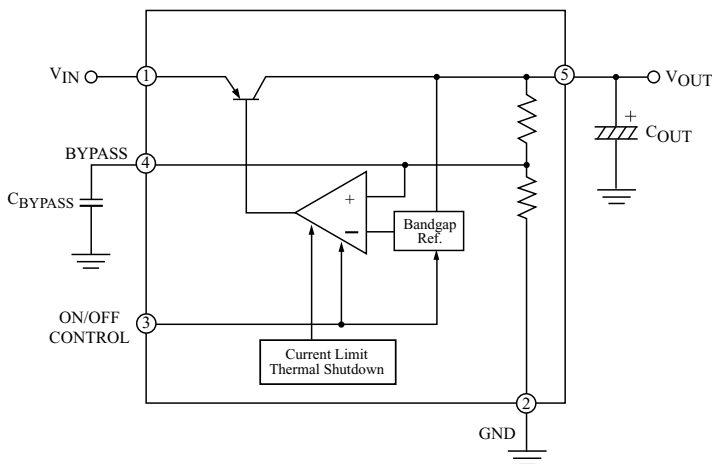 VIN
1
5
VOUT
+
COUT
BYPASS
4
CBYPASS
+
−
Bandgap
Ref.
ON/OFF
CONTROL
3
Current Limit
Thermal Shutdown
2
GND